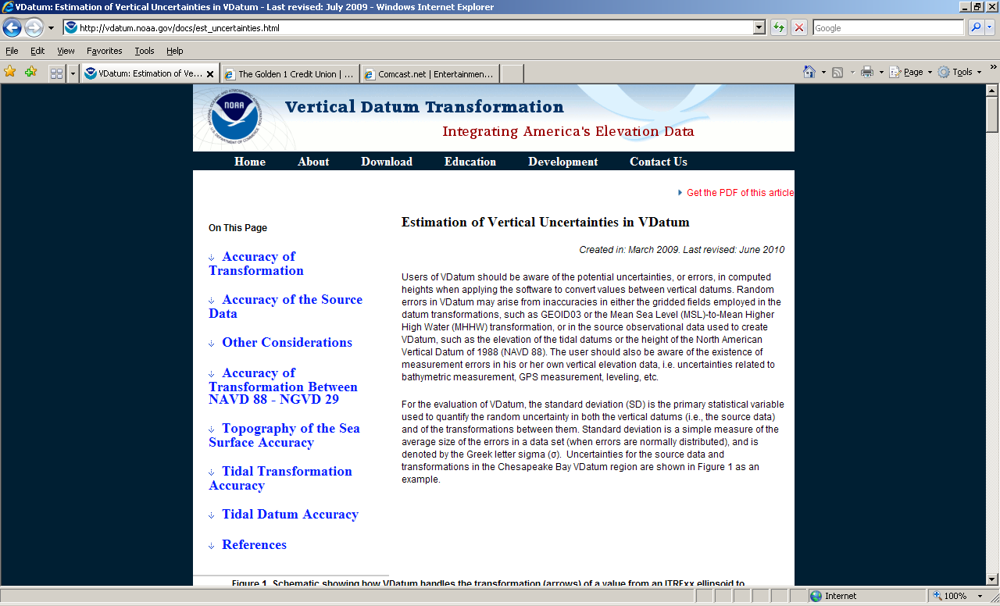 VDatum: Estimation of Vertical Uncertainties in VDatum - Last revised: July 2009 - Windows Internet Explorer
http://vdatum.noaa.gov/docs/est_uncertainties.html
Google
File Edit View Favorites Tools Help
VDatum: Estimation of Ve...
The Golden 1 Credit Union | ...
Comcast.net | Entertainmen...
Page
Tools
NOAA
Vertical Datum Transformation
Integrating America's Elevation Data
Home About Download Education Development Contact Us
Get the PDF of this article
On This Page
Accuracy of
Transformation
Accuracy of the Source
Data
Other Considerations
Accuracy of
Transformation Between
NAVD 88 - NGVD 29
Topography of the Sea
Surface Accuracy
Tidal Transformation
Accuracy
Tidal Datum Accuracy
References
Estimation of Vertical Uncertainties in VDatum
Created in: March 2009. Last revised: June 2010
Users of VDatum should be aware of the potential uncertainties, or errors, in computed
heights when applying the software to convert values between vertical datums. Random
errors in VDatum may arise from inaccuracies in either the gridded fields employed in the
datum transformations, such as GEOID03 or the Mean Sea Level (MSL)-to-Mean Higher
High Water (MHHW) transformation, or in the source observational data used to create
VDatum, such as the elevation of the tidal datums or the height of the North American
Vertical Datum of 1988 (NAVD 88). The user should also be aware of the existence of
measurement errors in his or her own vertical elevation data, i.e. uncertainties related to
bathymetric measurement, GPS measurement, leveling, etc.
For the evaluation of VDatum, the standard deviation (SD) is the primary statistical variable
used to quantify the random uncertainty in both the vertical datums (i.e., the source data)
and of the transformations between them. Standard deviation is a simple measure of the
average size of the errors in a data set (when errors are normally distributed), and is
denoted by the Greek letter sigma (σ). Uncertainties for the source data and
transformations in the Chesapeake Bay VDatum region are shown in Figure 1 as an
example.
Figure 1. Schematic showing how VDatum handles the transformation (arrows) of a value from an ITRFxx ellipsoid to
Internet
100%